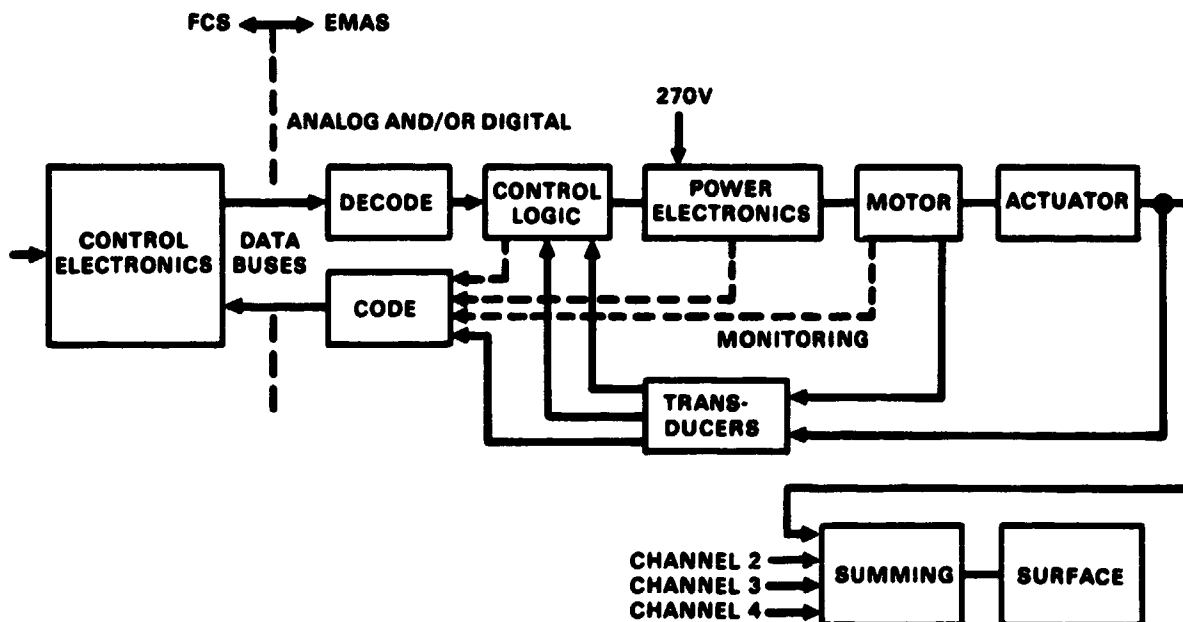 FCS EMAS
270V
ANALOG AND/OR DIGITAL
CONTROL
ELECTRONICS
DATA
BUSES
DECODE
CONTROL
LOGIC
POWER
ELECTRONICS
MOTOR
ACTUATOR
CODE
MONITORING
TRANS-
DUCERS
CHANNEL 2
CHANNEL 3
CHANNEL 4
SUMMING
SURFACE